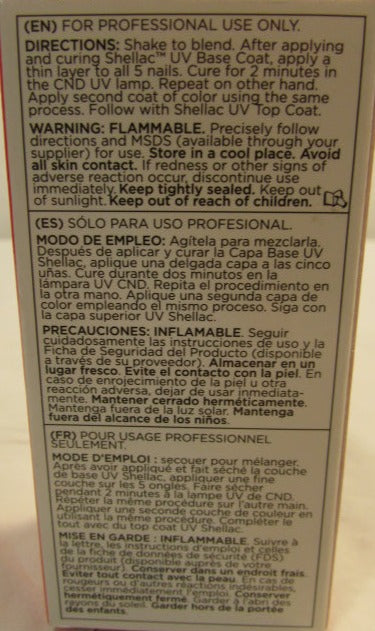 (EN) FOR PROFESSIONAL USE ONLY.
DIRECTIONS: Shake to blend. After applying
and curing Shellac™ UV Base Coat, apply a
thin layer to all 5 nails. Cure for 2 minutes in
the CND UV lamp. Repeat on other hand.
Apply second coat of color using the same
process. Follow with Shellac UV Top Coat.
WARNING: FLAMMABLE. Precisely follow
directions and MSDS (available through your
supplier) for use. Store in a cool place. Avoid
all skin contact. If redness or other signs of
adverse reaction occur, discontinue use
immediately. Keep tightly sealed. Keep out
of sunlight. Keep out of reach of children.
(ES) SÓLO PARA USO PROFESIONAL.
MODO DE EMPLEO: Agítela para mezclarla.
Después de aplicar y curar la Capa Base UV
Shellac, aplique una delgada capa a las cinco
uñas. Cure durante dos minutos en la
lámpara UV CND. Repita el procedimiento en
la otra mano. Aplique una segunda capa de
color empleando el mismo proceso. Siga con
la capa superior UV Shellac.
PRECAUCIONES: INFLAMABLE. Seguir
cuidadosamente las instrucciones de uso y la
Ficha de Seguridad del Producto (disponible
a través de su proveedor). Almacenar en un
lugar fresco. Evite el contacto con la piel. En
caso de enrojecimiento de la piel u otra
reacción adversa, dejar de usar inmediata-
mente. Mantener cerrado herméticamente.
Mantenga fuera de la luz solar. Mantenga
fuera del alcance de los niños.
(FR) POUR USAGE PROFESSIONNEL
SEULEMENT.
MODE D'EMPLOI : secouer pour mélanger.
Après avoir appliqué et fait séché la couche
de base UV Shellac, appliquer une fine
couche sur les 5 ongles. Faire sécher
pendant 2 minutes à la lampe UV de CND.
Répéter la même procédure sur l'autre main.
Appliquer une seconde couche de couleur en
utilisant la même procédure. Compléter le
tout avec du top coat UV Shellac.
MISE EN GARDE : INFLAMMABLE. Suivre à
la lettre, les instructions d'emploi et celles
de la fiche de données de sécurité (FDS)
du produit (disponible auprès de votre
fournisseur). Conserver dans un endroit frais.
Eviter tout contact avec la peau. En cas de
rougeurs ou d'autres réactions indésirables,
cesser immédiatement l'emploi. Conserver
hermétiquement fermé. Garder à l'abri des
rayons du soleil. Garder hors de la portée
des enfants.